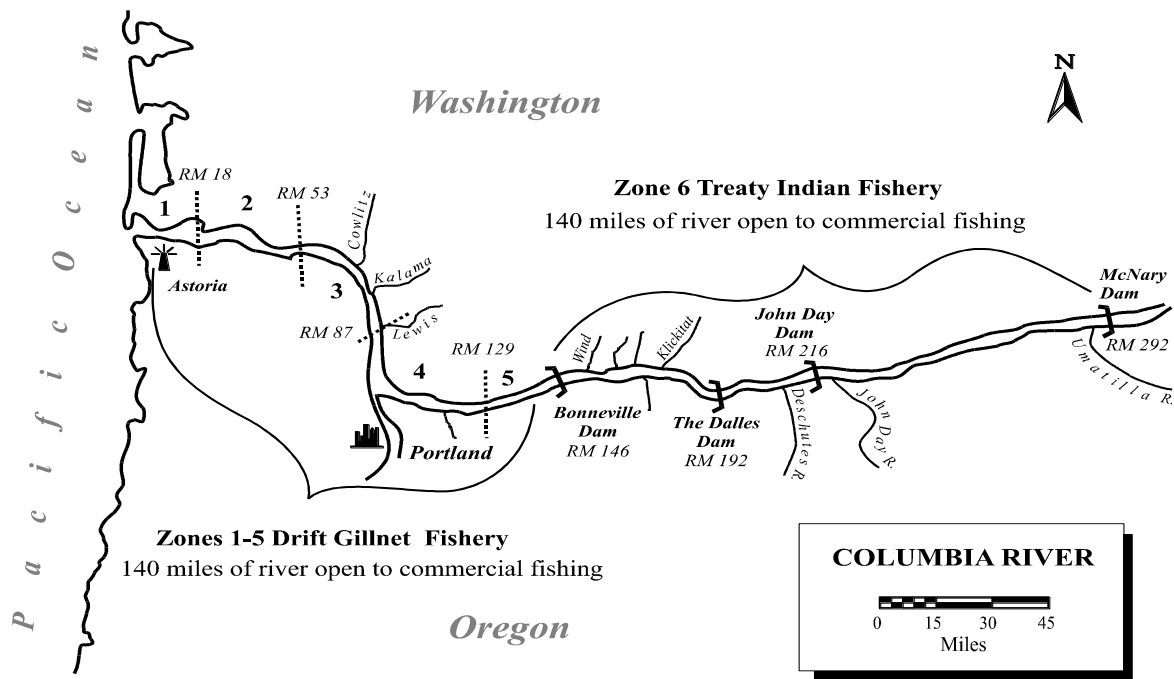 Pacific Ocean
Washington
N
Zone 6 Treaty Indian Fishery
140 miles of river open to commercial fishing
RM 18
RM 53
1
2
Cowlitz
Kalama
3
Astoria
RM 87
Lewis
4
RM 129
5
Wind
Klickitat
John Day
Dam
RM 216
McNary
Dam
RM 292
Umatilla R.
Bonneville
Dam
RM 146
The Dalles
Dam
RM 192
Deschutes R.
John Day R.
Portland
Zones 1-5 Drift Gillnet Fishery
140 miles of river open to commercial fishing
Oregon
COLUMBIA RIVER
0 15 30 45
Miles